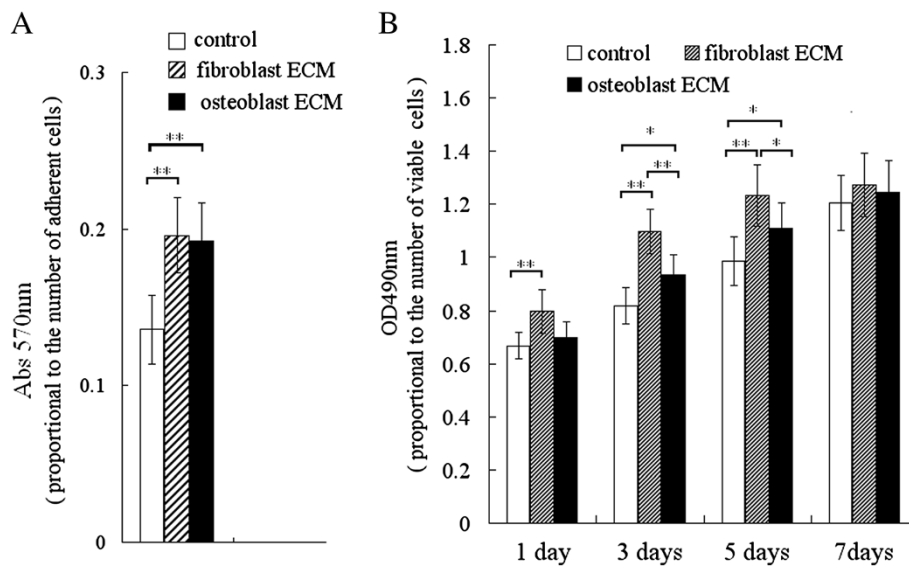 A
control
fibroblast ECM
osteoblast ECM
0.3
0.2
0.1
0
**
**
Abs 570nm
( proportional to the number of adherent cells)
B
control
fibroblast ECM
osteoblast ECM
1.8
1.6
1.4
1.2
1
0.8
0.6
0.4
0.2
0
**
*
**
**
*
**
*
OD490nm
( proportional to the number of viable cells)
1 day
3 days
5 days
7days